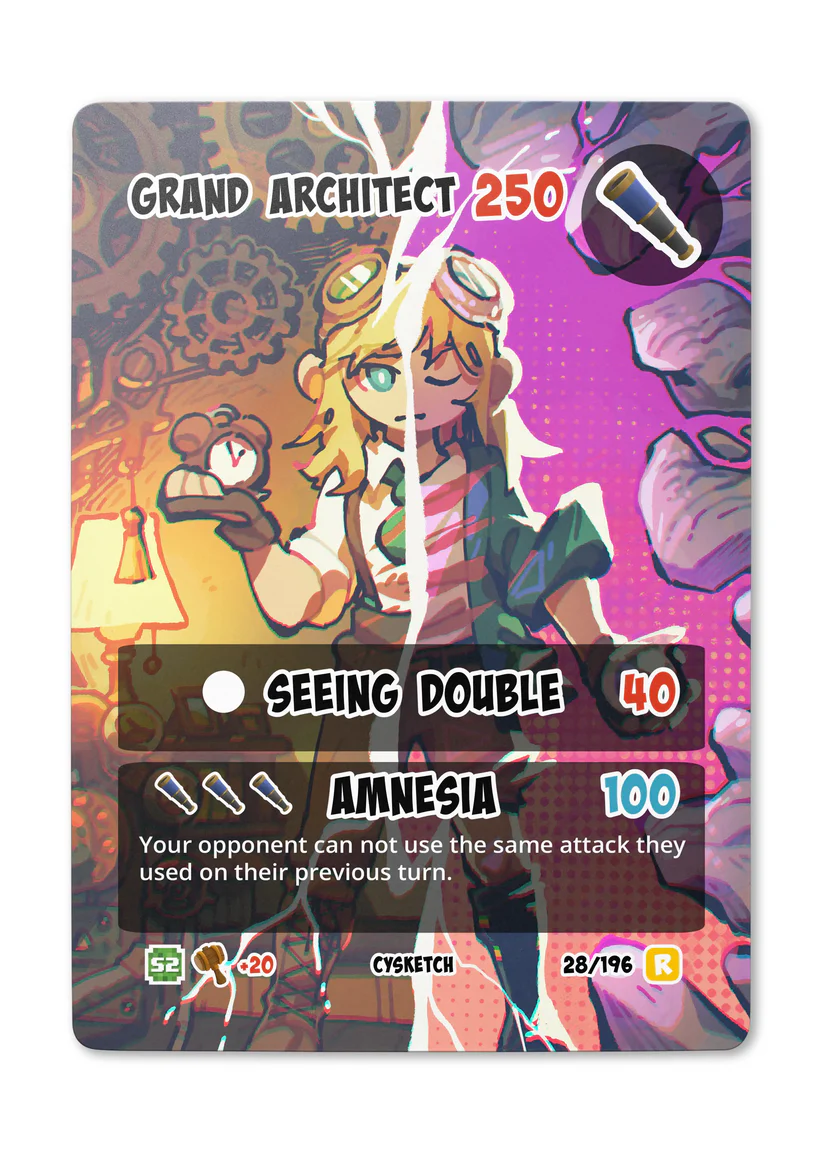 GRAND ARCHITECT 250
SEEING DOUBLE 40
AMNESIA 100
Your opponent can not use the same attack they
used on their previous turn.
S2 +20 CYSKETCH 28/196 R